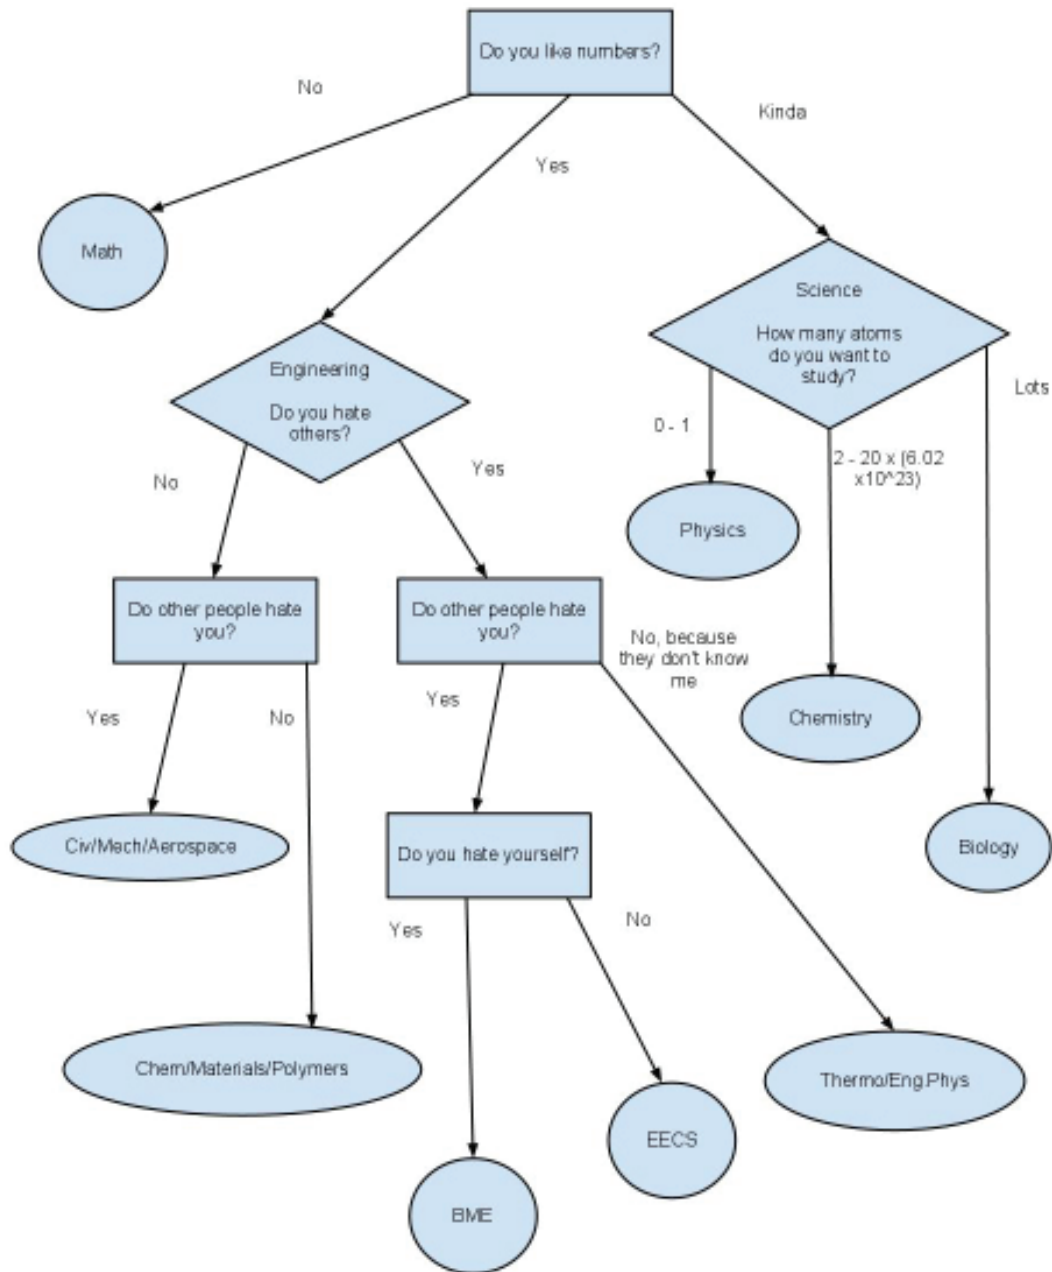 Do you like numbers?
No
Kinda
Yes
Math
Science
How many atoms
do you want to
study?
Engineering
Do you hate
others?
Lots
0 - 1
2 - 20 x (6.02
x10^23)
No
Yes
Physics
Do other people hate
you?
Do other people hate
you?
No, because
they don't know
me
Chemistry
Yes
No
Yes
Civ/Mech/Aerospace
Do you hate yourself?
Biology
Yes
No
Chem/Materials/Polymers
Thermo/Eng.Phys
EECS
BME